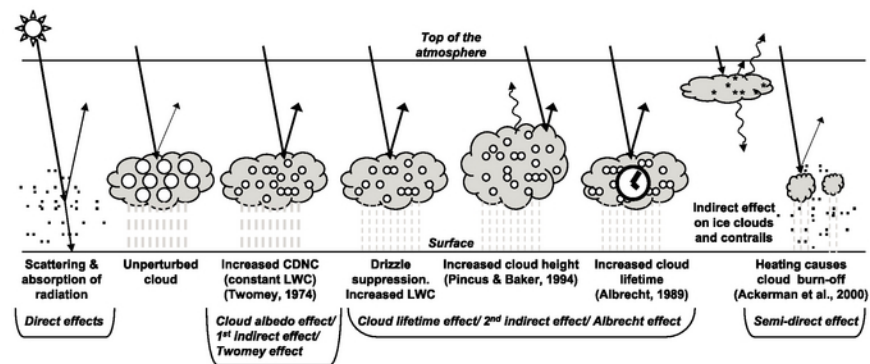 Top of the
atmosphere
Indirect effect
on ice clouds
and contrails
Surface
Scattering &
absorption of
radiation
Unperturbed
cloud
Increased CDNC
(constant LWC)
(Twomey, 1974)
Drizzle
suppression.
Increased LWC
Increased cloud height
(Pincus & Baker, 1994)
Increased cloud
lifetime
(Albrecht, 1989)
Heating causes
cloud burn-off
(Ackerman et al., 2000)
Direct effects
Cloud albedo effect/
1st indirect effect/
Twomey effect
Cloud lifetime effect/ 2nd indirect effect/ Albrecht effect
Semi-direct effect